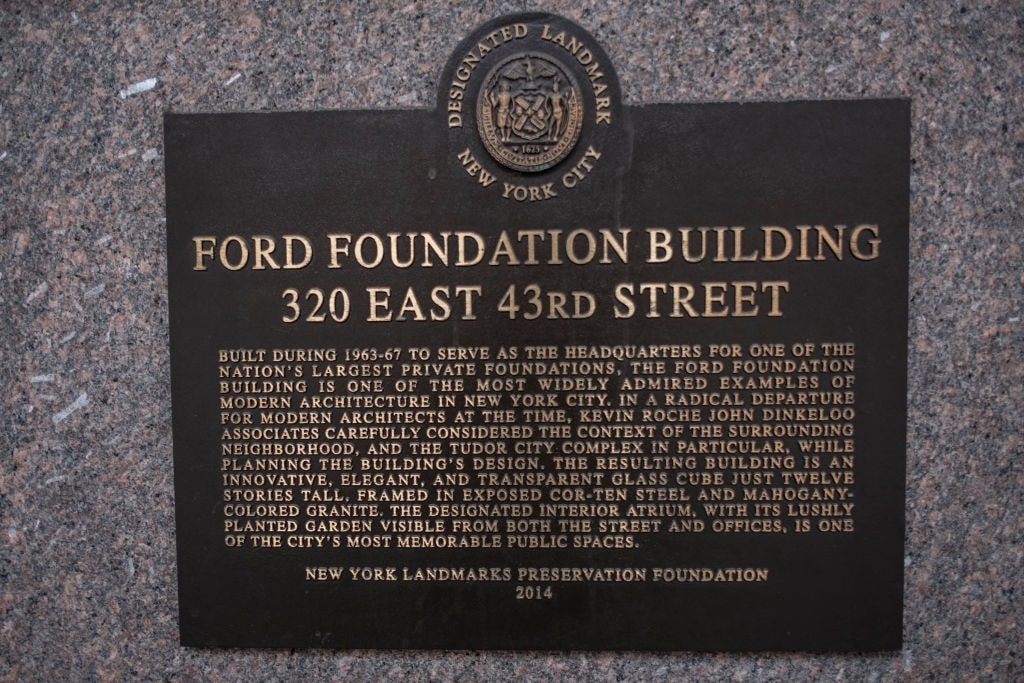 DESIGNATED LANDMARK
1625
NEW YORK CITY
FORD FOUNDATION BUILDING
320 EAST 43RD STREET
BUILT DURING 1963-67 TO SERVE AS THE HEADQUARTERS FOR ONE OF THE
NATION'S LARGEST PRIVATE FOUNDATIONS, THE FORD FOUNDATION
BUILDING IS ONE OF THE MOST WIDELY ADMIRED EXAMPLES OF
MODERN ARCHITECTURE IN NEW YORK CITY. IN A RADICAL DEPARTURE
FOR MODERN ARCHITECTS AT THE TIME, KEVIN ROCHE JOHN DINKELOO
ASSOCIATES CAREFULLY CONSIDERED THE CONTEXT OF THE SURROUNDING
NEIGHBORHOOD, AND THE TUDOR CITY COMPLEX IN PARTICULAR, WHILE
PLANNING THE BUILDING'S DESIGN. THE RESULTING BUILDING IS AN
INNOVATIVE, ELEGANT, AND TRANSPARENT GLASS CUBE JUST TWELVE
STORIES TALL, FRAMED IN EXPOSED COR-TEN STEEL AND MAHOGANY-
COLORED GRANITE. THE DESIGNATED INTERIOR ATRIUM, WITH ITS LUSHLY
PLANTED GARDEN VISIBLE FROM BOTH THE STREET AND OFFICES, IS ONE
OF THE CITY'S MOST MEMORABLE PUBLIC SPACES.
NEW YORK LANDMARKS PRESERVATION FOUNDATION
2014